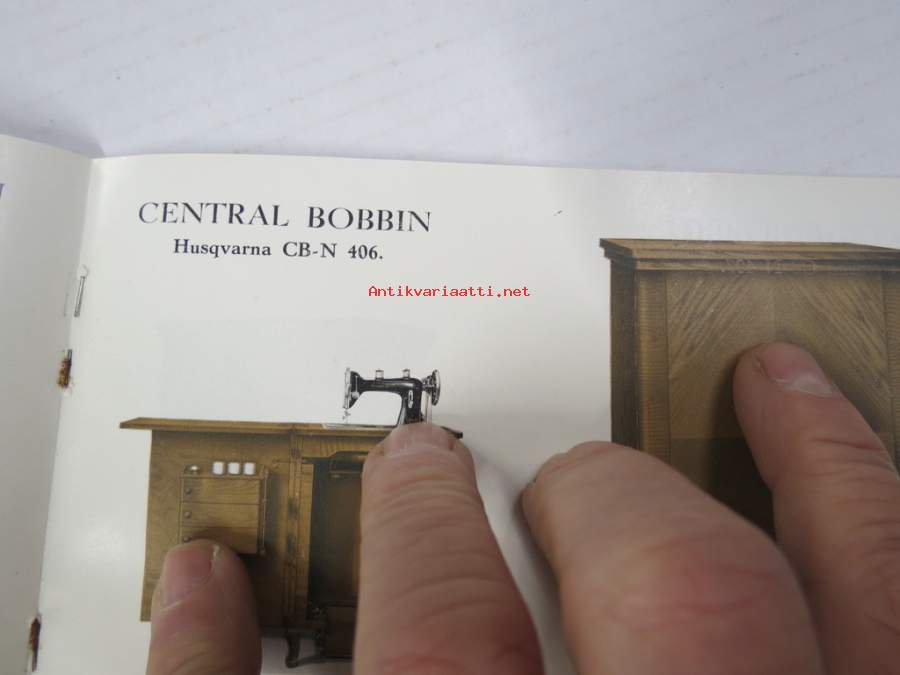 CENTRAL BOBBIN
Husqvarna CB-N 406.
Antikvariaatti.net